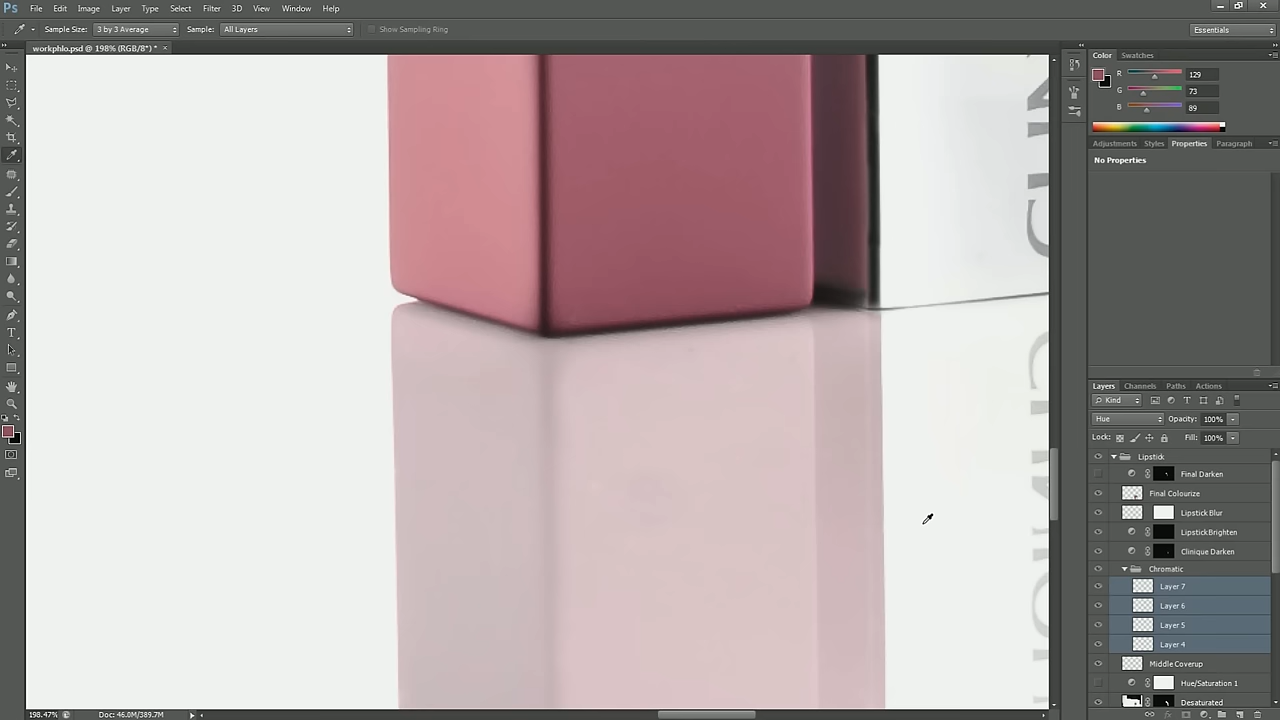 Ps File Edit Image Layer Type Select Filter 3D View Window Help
Sample Size: 3 by 3 Average Sample: All Layers Show Sampling Ring Essentials
workphlo.psd @ 198% (RGB/8*) * ×
Color Swatches
R 129
G 73
B 89
Adjustments Styles Properties Paragraph
No Properties
Layers Channels Paths Actions
Kind
Hue Opacity: 100%
Lock: Fill: 100%
Lipstick
Final Darken
Final Colourize
Lipstick Blur
Lipstick Brighten
Clinique Darken
Chromatic
Layer 7
Layer 6
Layer 5
Layer 4
Middle Coverup
Hue/Saturation 1
Desaturated
198.47% Doc: 46.0M/389.7M